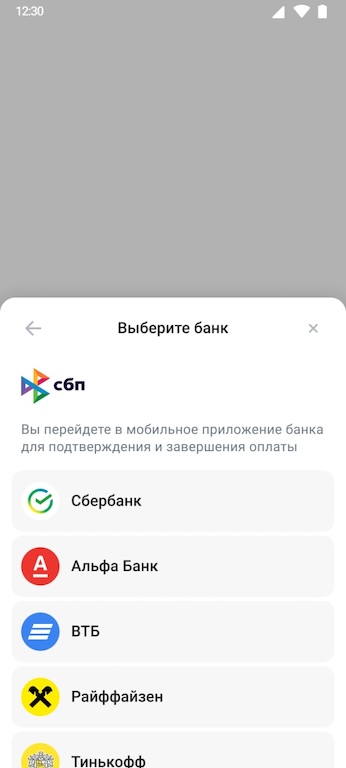 12:30
Выберите банк
сбп
Вы перейдете в мобильное приложение банка
для подтверждения и завершения оплаты
Сбербанк
А Альфа Банк
ВТБ
Райффайзен
Тинькофф